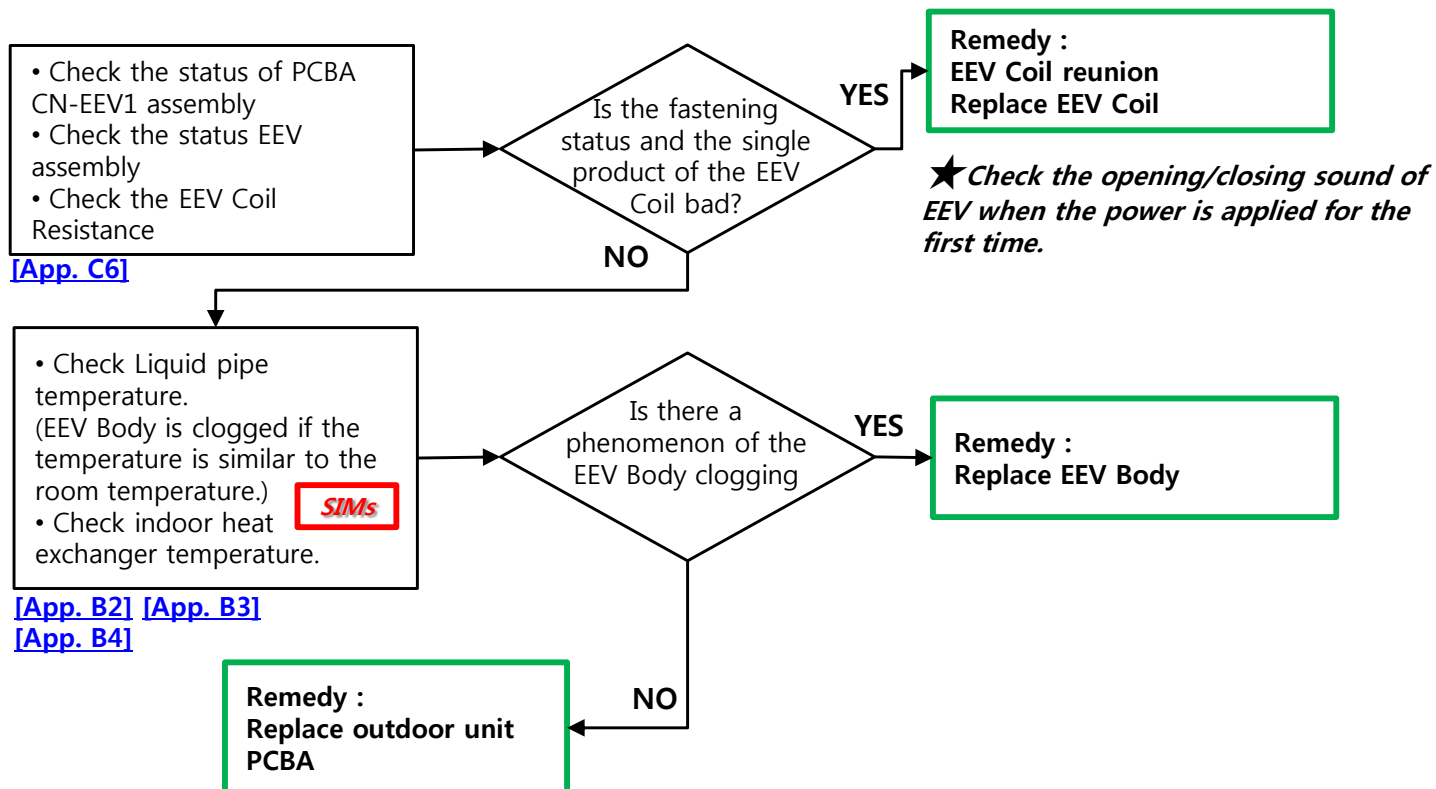 • Check the status of PCBA
CN-EEV1 assembly
• Check the status EEV
assembly
• Check the EEV Coil
Resistance
[App. C6]
Is the fastening
status and the single
product of the EEV
Coil bad?
YES
Remedy :
EEV Coil reunion
Replace EEV Coil
★Check the opening/closing sound of
EEV when the power is applied for the
first time.
NO
• Check Liquid pipe
temperature.
(EEV Body is clogged if the
temperature is similar to the
room temperature.)
SIMs
• Check indoor heat
exchanger temperature.
[App. B2] [App. B3]
[App. B4]
Is there a
phenomenon of the
EEV Body clogging
YES
Remedy :
Replace EEV Body
NO
Remedy :
Replace outdoor unit
PCBA